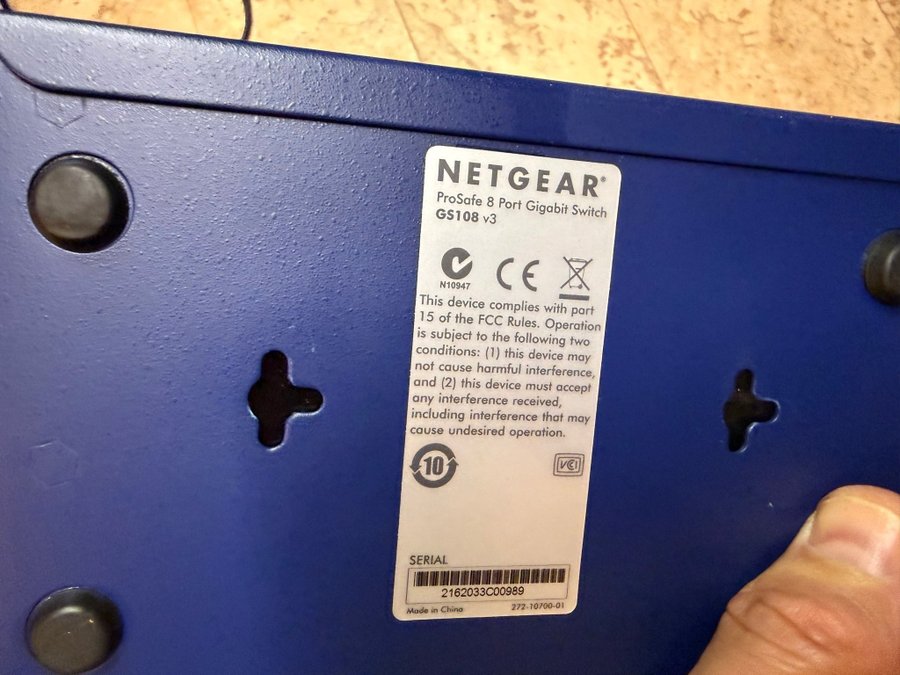 NETGEAR®
ProSafe 8 Port Gigabit Switch
GS108 v3
N10947
CE
This device complies with part
15 of the FCC Rules. Operation
is subject to the following two
conditions: (1) this device may
not cause harmful interference,
and (2) this device must accept
any interference received,
including interference that may
cause undesired operation.
10
VCI
SERIAL
2162033C00989
Made in China 272-10700-01